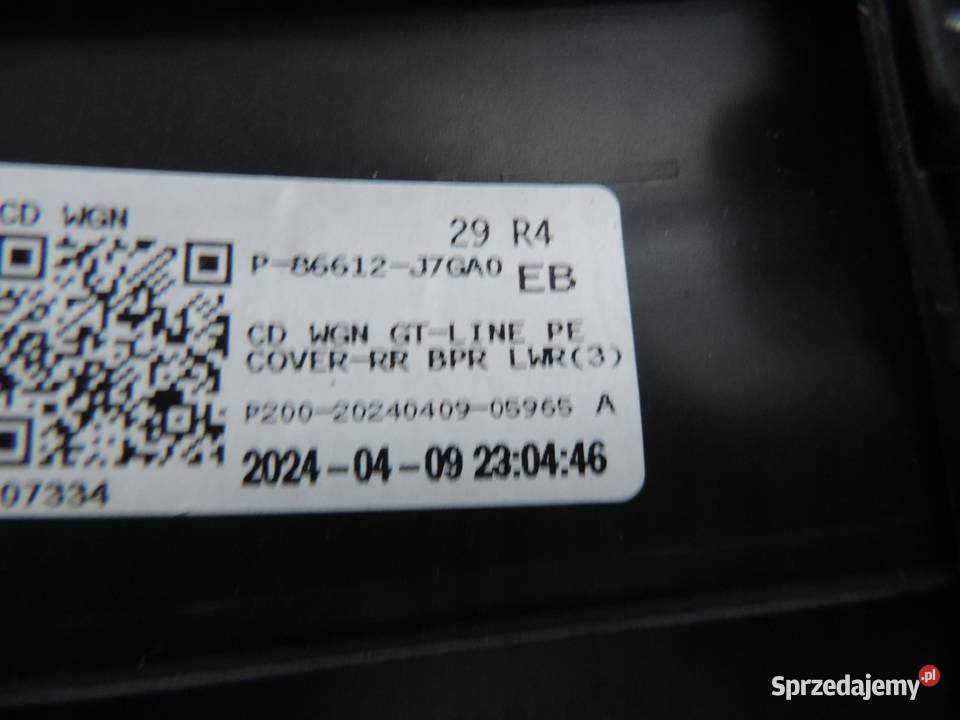 CD WGN
29 R4
P-86612-J7GA0
EB
CD WGN GT-LINE PE
COVER-RR BPR LWR(3)
P200-20240409-05965 A
2024-04-09 23:04:46
07334
Sprzedajemy.pl